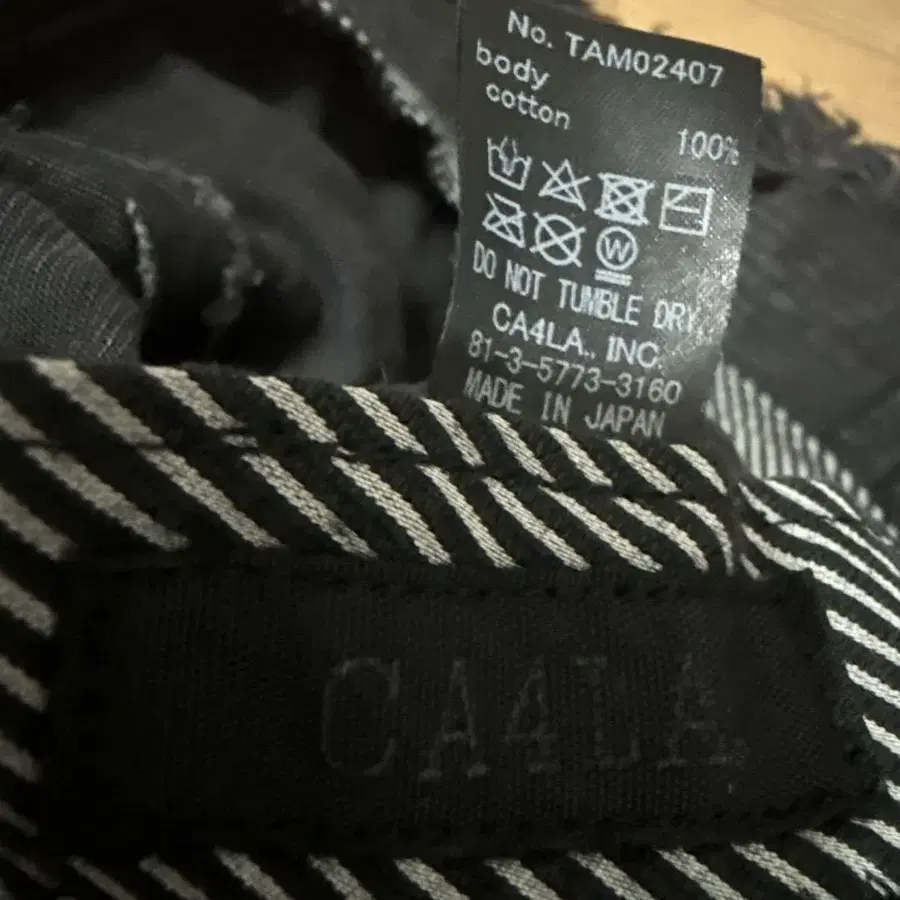 No. TAM02407
body
cotton
100%
W
DO NOT TUMBLE DRY
CA4LA., INC.
81-3-5773-3160
MADE IN JAPAN
CA4LA